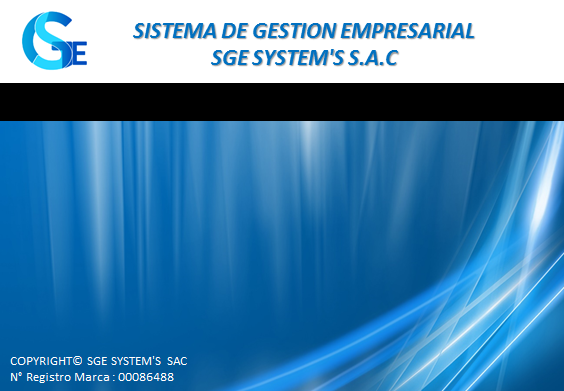 SGE
SISTEMA DE GESTION EMPRESARIAL
SGE SYSTEM'S S.A.C
COPYRIGHT© SGE SYSTEM'S SAC
N° Registro Marca : 00086488